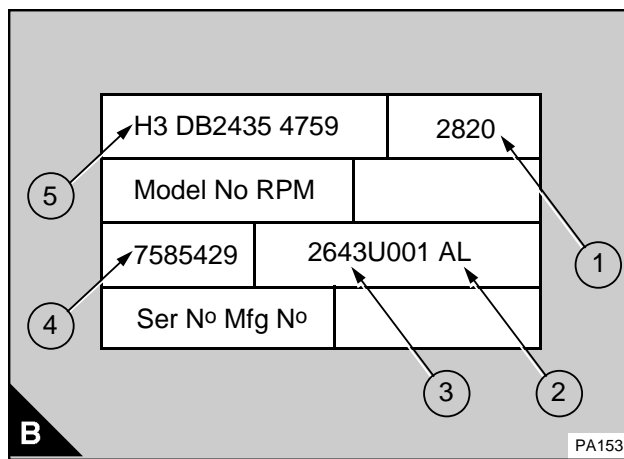 H3 DB2435 4759 2820
5
Model No RPM
7585429 2643U001 AL
1
4
Ser Nº Mfg Nº
3 2
B
PA153